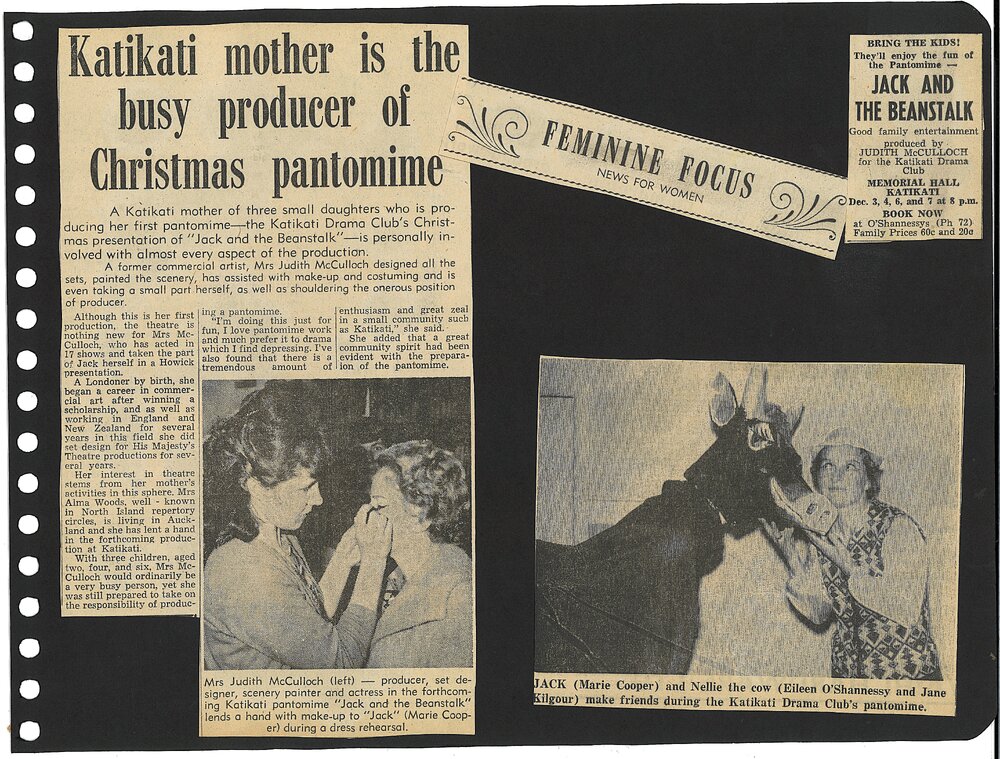 Katikati mother is the
busy producer of
Christmas pantomime
A Katikati mother of three small daughters who is pro-
ducing her first pantomime—the Katikati Drama Club's Christ-
mas presentation of "Jack and the Beanstalk"—is personally in-
volved with almost every aspect of the production.
A former commercial artist, Mrs Judith McCulloch designed all the
sets, painted the scenery, has assisted with make-up and costuming and is
even taking a small part herself, as well as shouldering the onerous position
of producer.
Although this is her first
production, the theatre is
nothing new for Mrs Mc-
Culloch, who has acted in
17 shows and taken the part
of Jack herself in a Howick
presentation.
A Londoner by birth, she
began a career in commer-
cial art after winning a
scholarship, and as well as
working in England and
New Zealand for several
years in this field she did
set design for His Majesty's
Theatre productions for sev-
eral years.
Her interest in theatre
stems from her mother's
activities in this sphere. Mrs
Alma Woods, well - known
in North Island repertory
circles, is living in Auck-
land and she has lent a hand
in the forthcoming produc-
tion at Katikati.
With three children, aged
two, four, and six, Mrs Mc-
Culloch would ordinarily be
a very busy person, yet she
was still prepared to take on
the responsibility of produc-
ing a pantomime.
"I'm doing this just for
fun, I love pantomime work
and much prefer it to drama
which I find depressing. I've
also found that there is a
tremendous amount of
enthusiasm and great zeal
in a small community such
as Katikati," she said.
She added that a great
community spirit had been
evident with the prepara-
tion of the pantomime.
Mrs Judith McCulloch (left) — producer, set de-
signer, scenery painter and actress in the forthcom-
ing Katikati pantomime "Jack and the Beanstalk"
lends a hand with make-up to "Jack" (Marie Coop-
er) during a dress rehearsal.
FEMININE FOCUS
NEWS FOR WOMEN
BRING THE KIDS!
They'll enjoy the fun of
the Pantomime —
JACK AND
THE BEANSTALK
Good family entertainment
produced by
JUDITH McCULLOCH
for the Katikati Drama
Club
MEMORIAL HALL
KATIKATI
Dec. 3, 4, 6, and 7 at 8 p.m.
BOOK NOW
at O'Shannessys (Ph 72)
Family Prices 60c and 20c
JACK (Marie Cooper) and Nellie the cow (Eileen O'Shannessy and Jane
Kilgour) make friends during the Katikati Drama Club's pantomime.